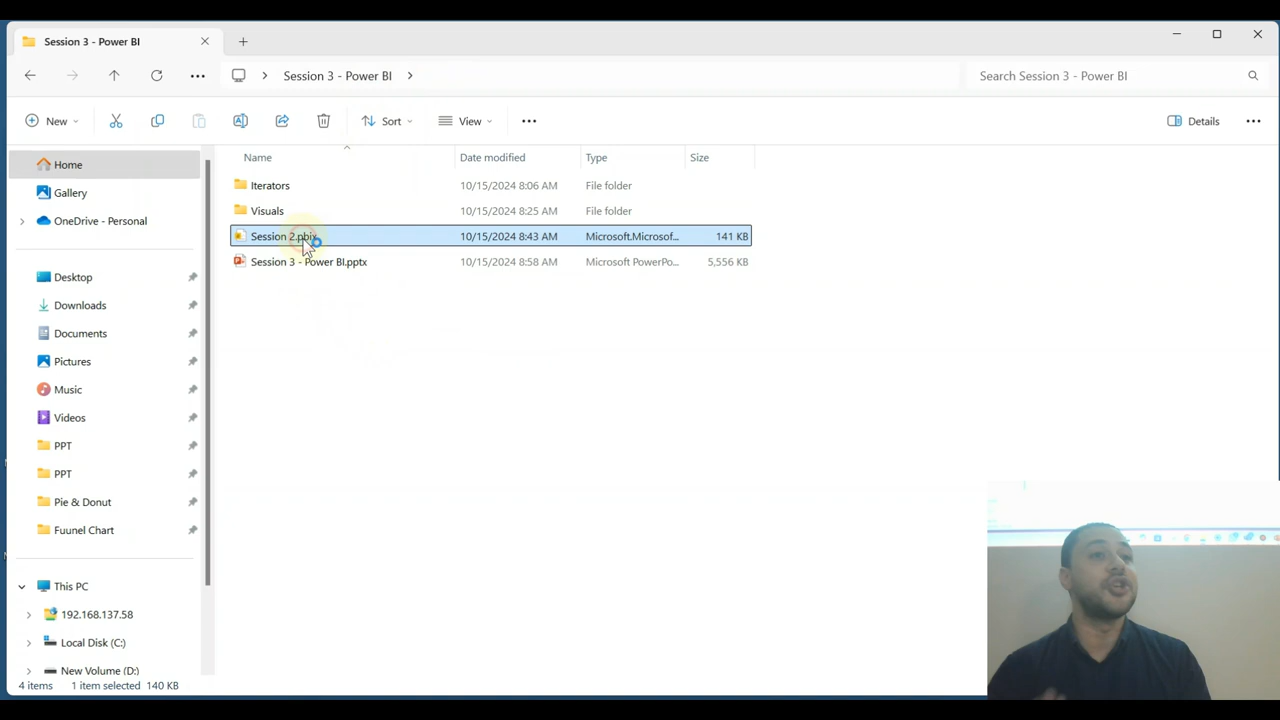 Session 3 - Power BI
Session 3 - Power BI
Search Session 3 - Power BI
New
Sort
View
Details
Name
Date modified
Type
Size
Home
Gallery
OneDrive - Personal
Desktop
Downloads
Documents
Pictures
Music
Videos
PPT
PPT
Pie & Donut
Fuunel Chart
This PC
192.168.137.58
Local Disk (C:)
New Volume (D:)
Iterators 10/15/2024 8:06 AM File folder
Visuals 10/15/2024 8:25 AM File folder
Session 2.pbix 10/15/2024 8:43 AM Microsoft.Microsof... 141 KB
Session 3 - Power BI.pptx 10/15/2024 8:58 AM Microsoft PowerPo... 5,556 KB
4 items 1 item selected 140 KB